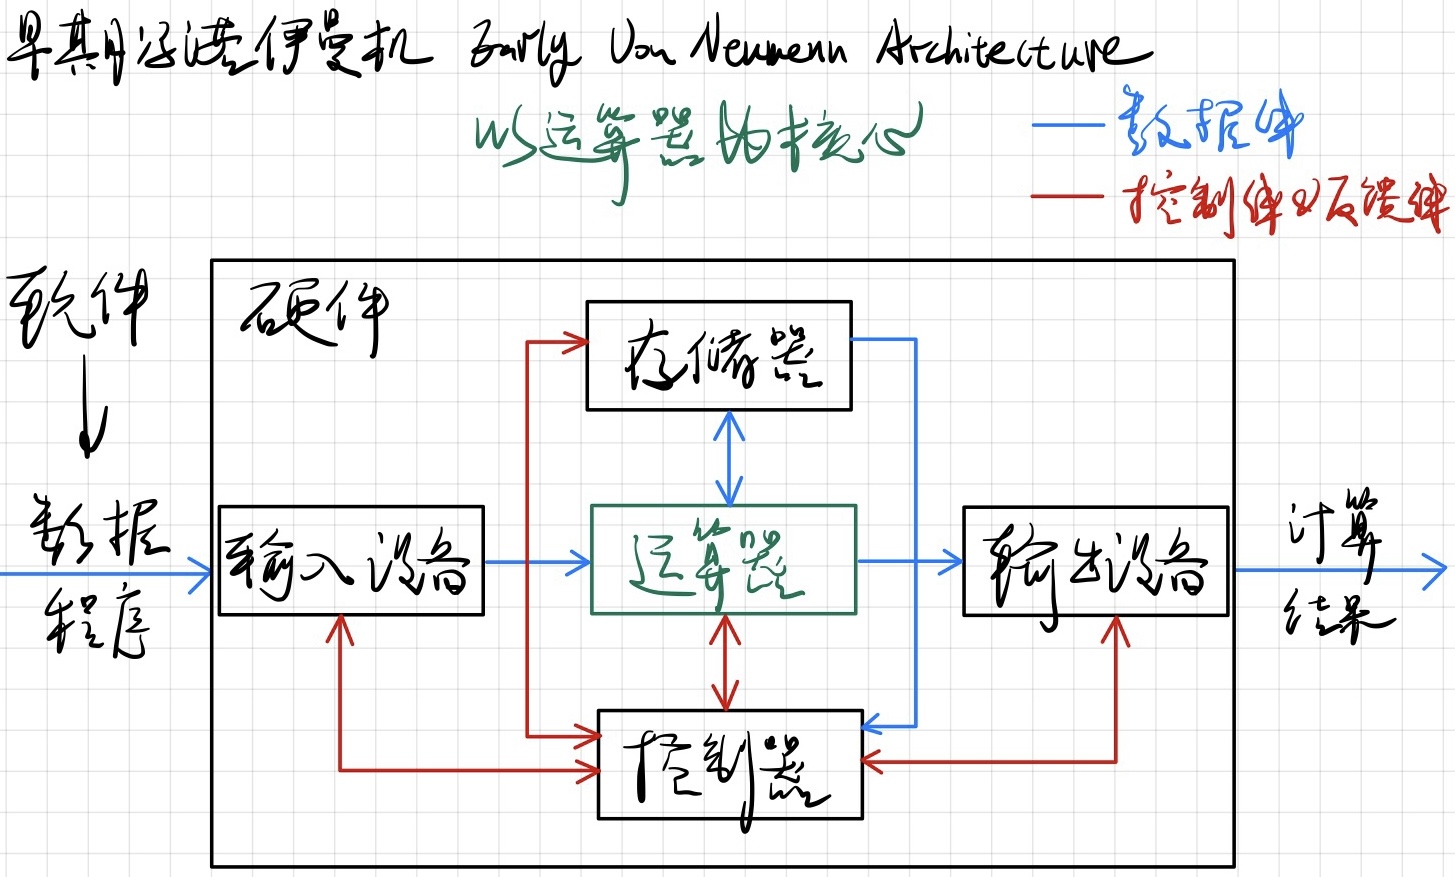 早期冯诺伊曼机 Early Von Neumenn Architecture
以运算器为核心
数据线
控制线以反馈线
软件
硬件
存储器
数据
程序
输入设备
运算器
输出设备
计算
结果
控制器